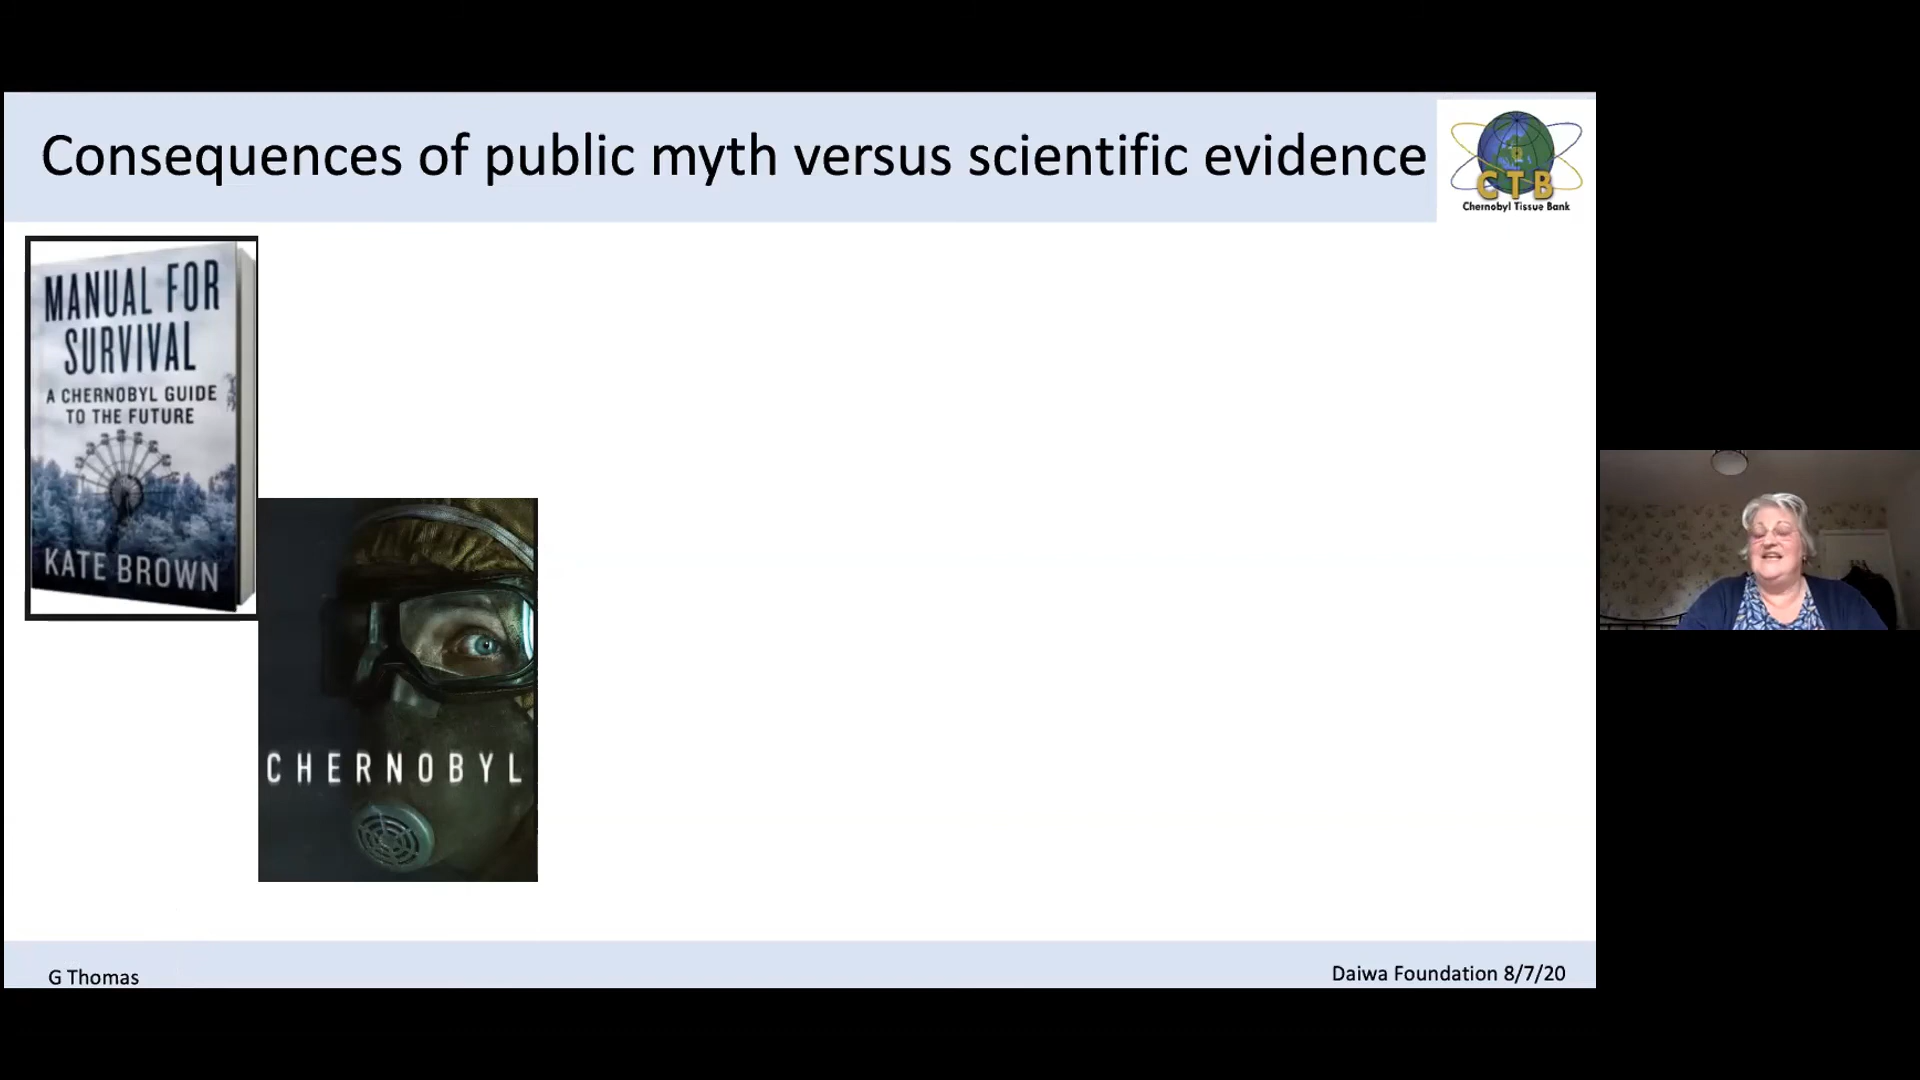 Consequences of public myth versus scientific evidence
CTB
Chernobyl Tissue Bank
MANUAL FOR
SURVIVAL
A CHERNOBYL GUIDE
TO THE FUTURE
KATE BROWN
CHERNOBYL
G Thomas
Daiwa Foundation 8/7/20